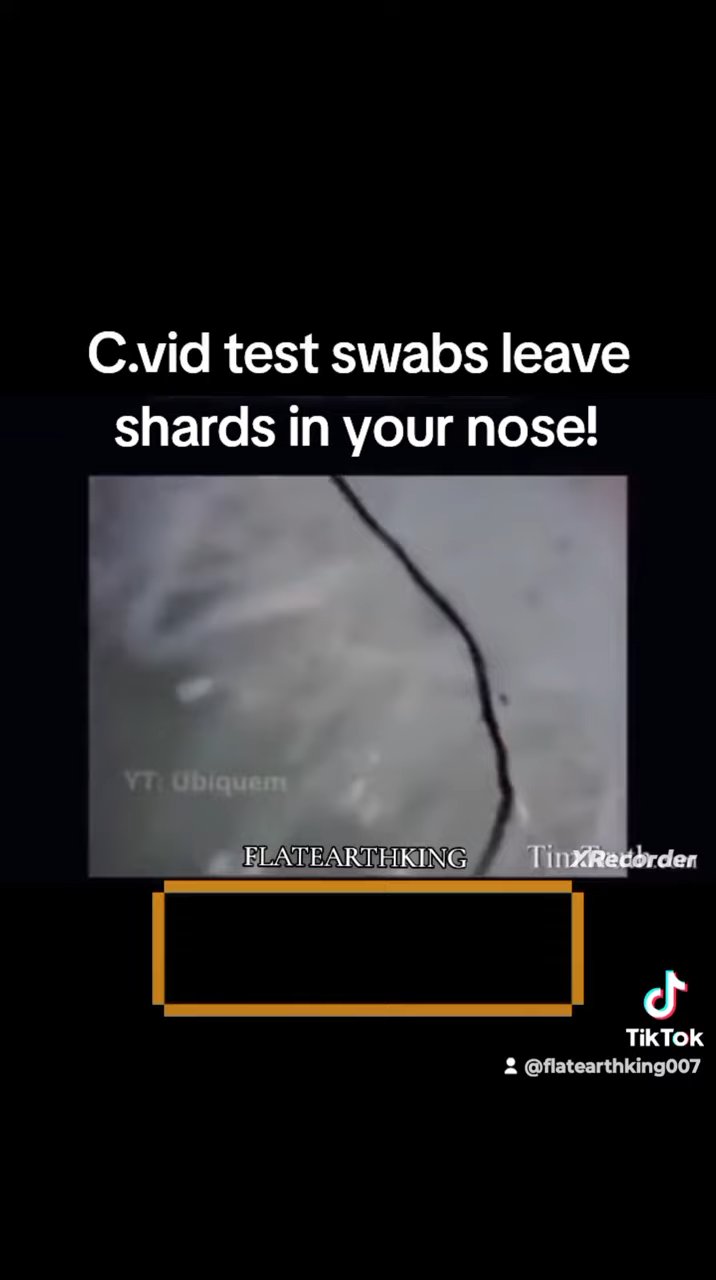 C.vid test swabs leave
shards in your nose!
YT: Ubiquem
FLATEARTHKING
XRecorder
TikTok
@flatearthking007